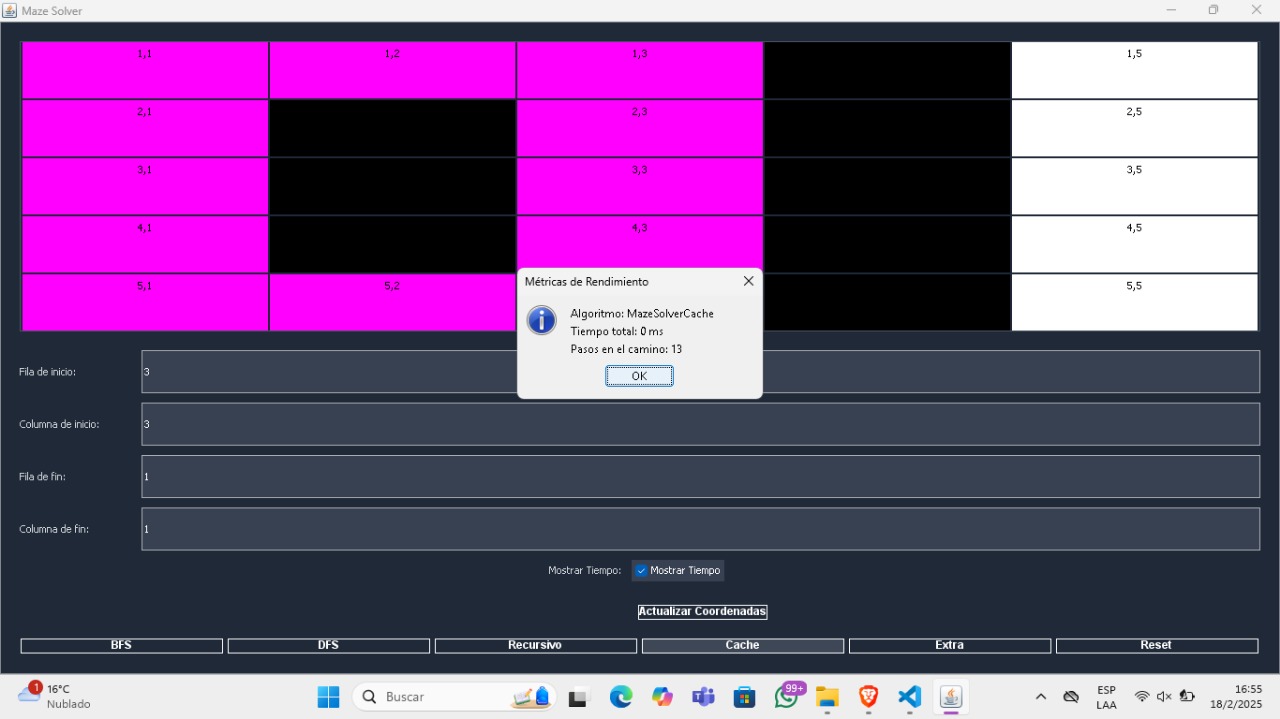 Maze Solver
1,1 1,2 1,3 1,5
2,1 2,3 2,5
3,1 3,3 3,5
4,1 4,3 4,5
5,1 5,2 5,5
Métricas de Rendimiento
Algoritmo: MazeSolverCache
Tiempo total: 0 ms
Pasos en el camino: 13
OK
Fila de inicio: 3
Columna de inicio: 3
Fila de fin: 1
Columna de fin: 1
Mostrar Tiempo: Mostrar Tiempo
Actualizar Coordenadas
BFS DFS Recursivo Cache Extra Reset
1 16°C
Nublado
Buscar
99+
ESP
LAA
16:55
18/2/2025